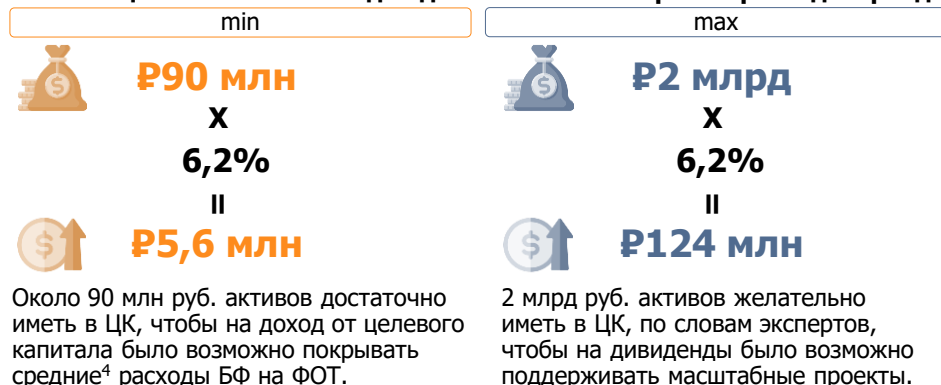 min
₽90 млн
X
6,2%
=
₽5,6 млн
Около 90 млн руб. активов достаточно
иметь в ЦК, чтобы на доход от целевого
капитала было возможно покрывать
средние⁴ расходы БФ на ФОТ.
max
₽2 млрд
X
6,2%
=
₽124 млн
2 млрд руб. активов желательно
иметь в ЦК, по словам экспертов,
чтобы на дивиденды было возможно
поддерживать масштабные проекты.